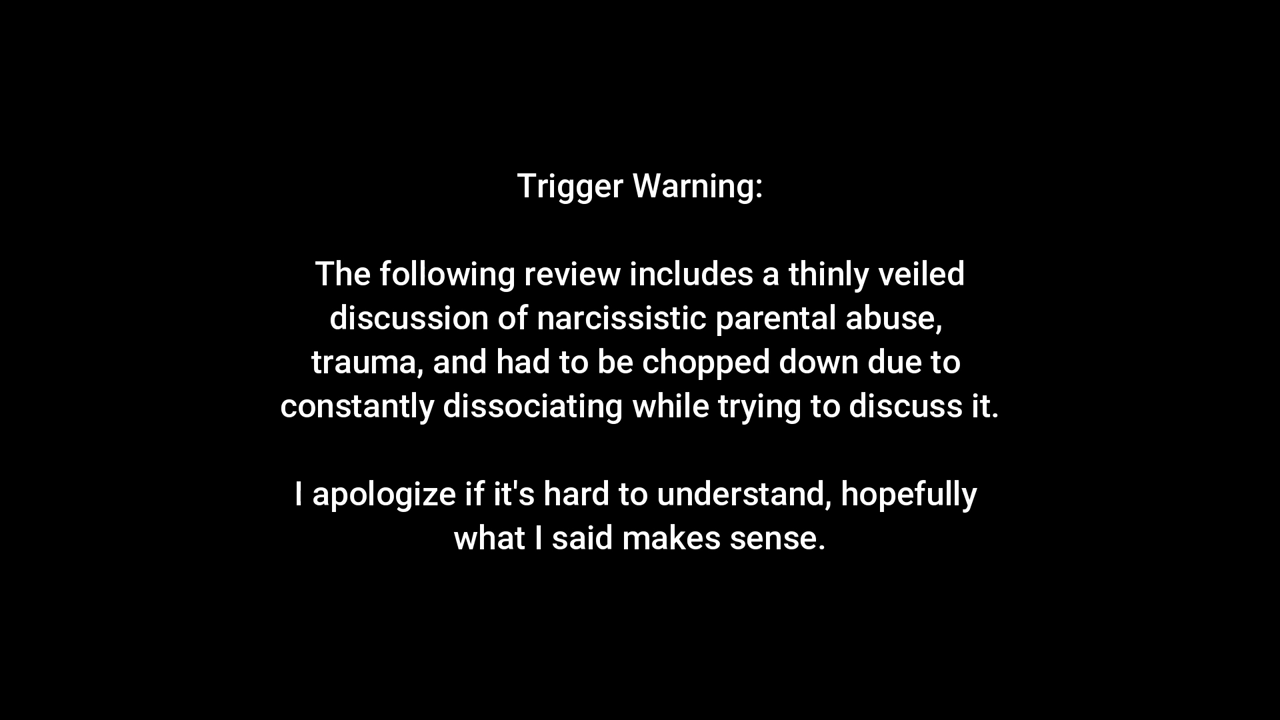 Trigger Warning:
The following review includes a thinly veiled
discussion of narcissistic parental abuse,
trauma, and had to be chopped down due to
constantly dissociating while trying to discuss it.
I apologize if it's hard to understand, hopefully
what I said makes sense.